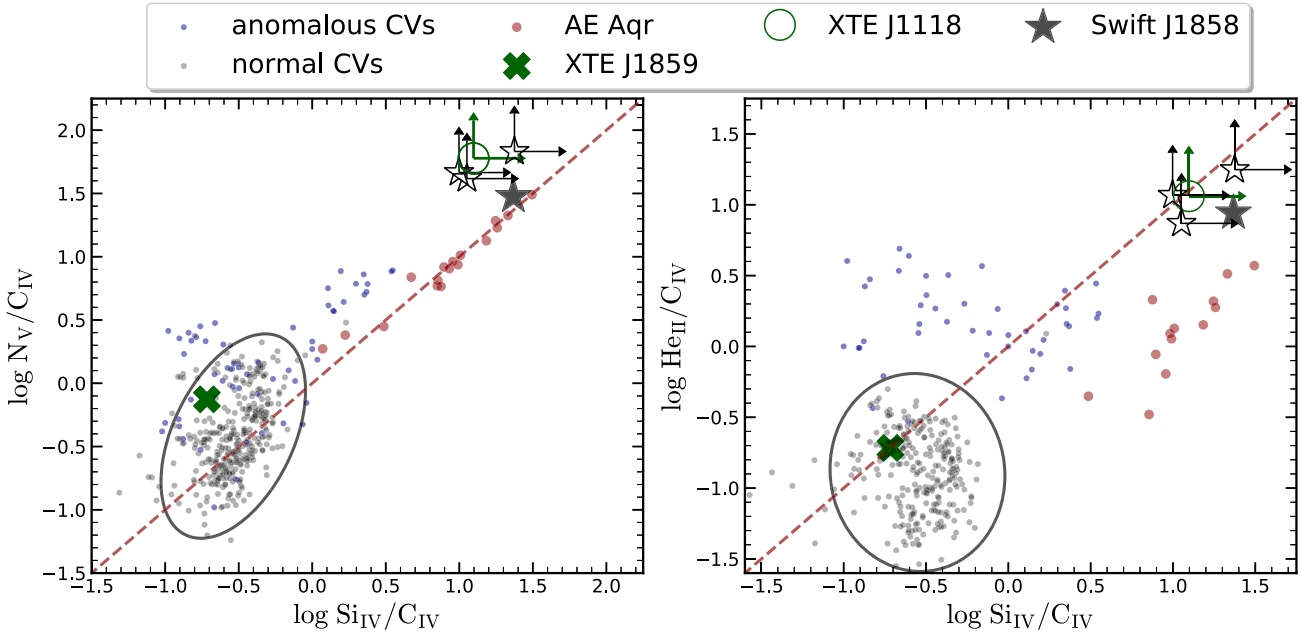 anomalous CVs AE Aqr XTE J1118 Swift J1858
normal CVs XTE J1859
2.0
1.5
1.0
0.5
0.0
−0.5
−1.0
−1.5
log N_V/C_IV
−1.5 −1.0 −0.5 0.0 0.5 1.0 1.5 2.0
log Si_IV/C_IV
1.5
1.0
0.5
0.0
−0.5
−1.0
−1.5
log He_II/C_IV
−1.5 −1.0 −0.5 0.0 0.5 1.0 1.5
log Si_IV/C_IV